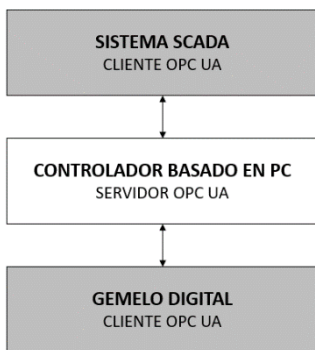 SISTEMA SCADA
CLIENTE OPC UA
CONTROLADOR BASADO EN PC
SERVIDOR OPC UA
GEMELO DIGITAL
CLIENTE OPC UA